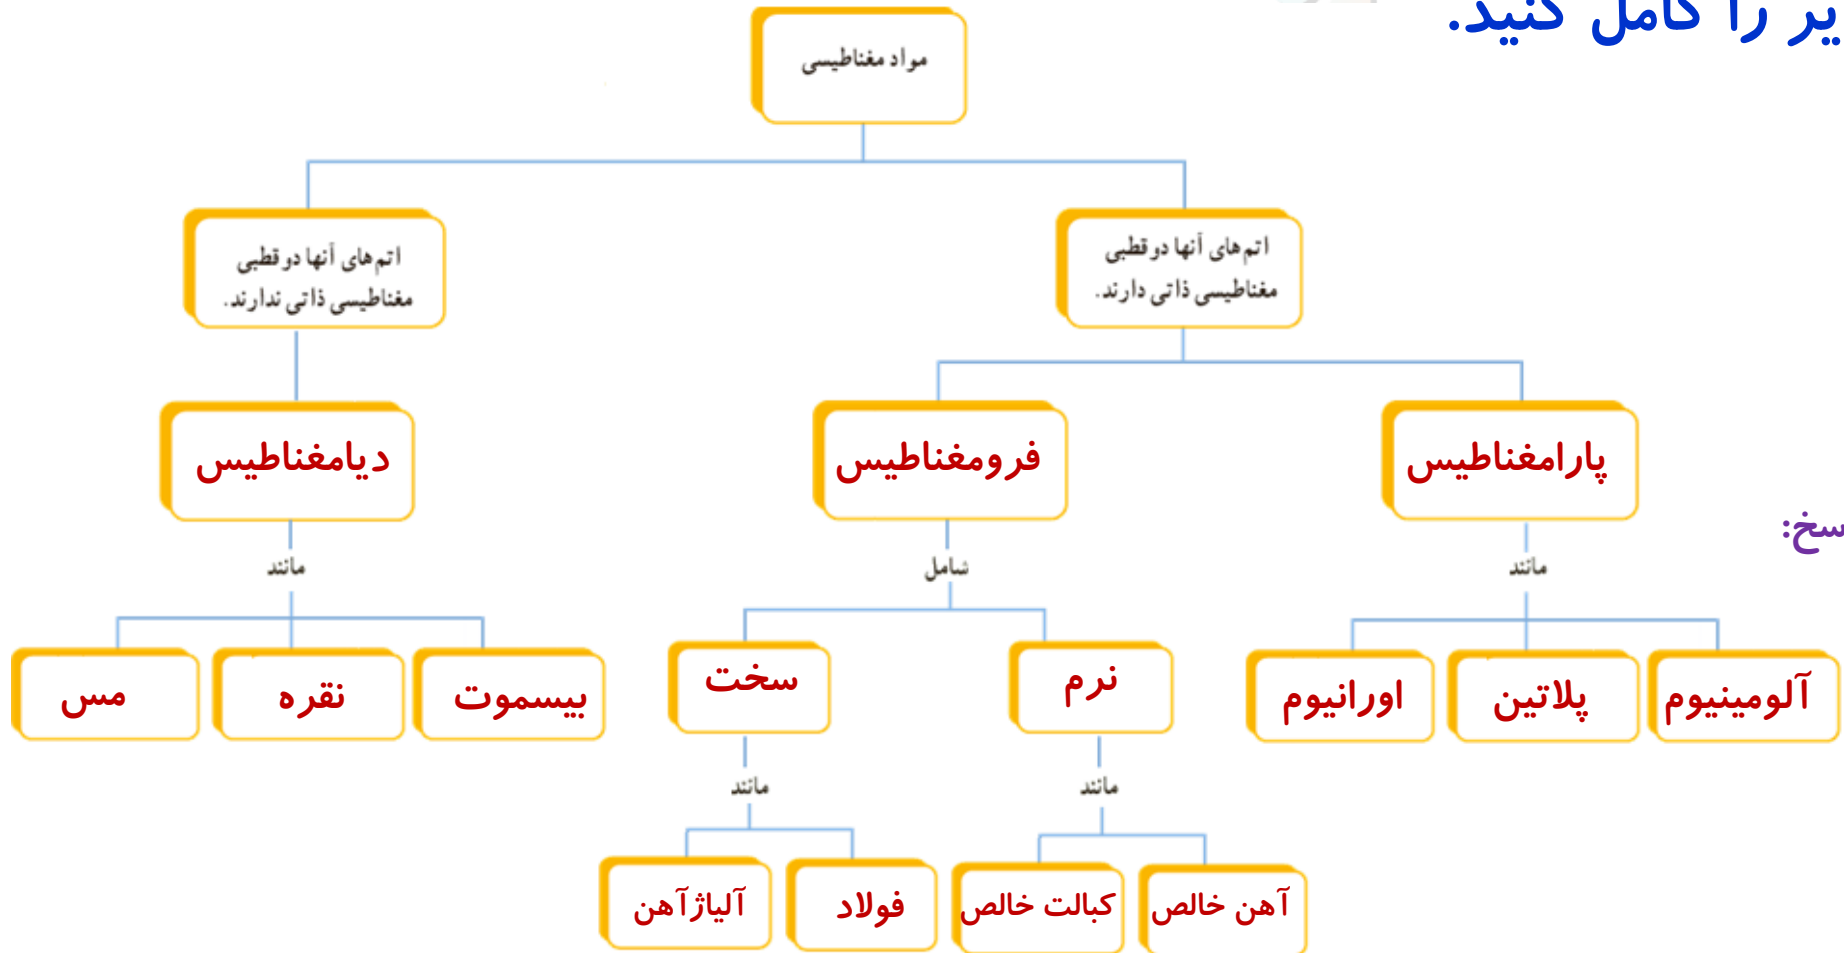 یر را کامل کنید.
مواد مغناطیسی
اتم‌های آنها دوقطبی
مغناطیسی ذاتی دارند.
اتم‌های آنها دوقطبی
مغناطیسی ذاتی ندارند.
پارامغناطیس
فرومغناطیس
دیامغناطیس
سخ:
مانند
شامل
مانند
آلومینیوم
پلاتین
اورانیوم
نرم
سخت
بیسموت
نقره
مس
مانند
مانند
آهن خالص
کبالت خالص
فولاد
آلیاژآهن